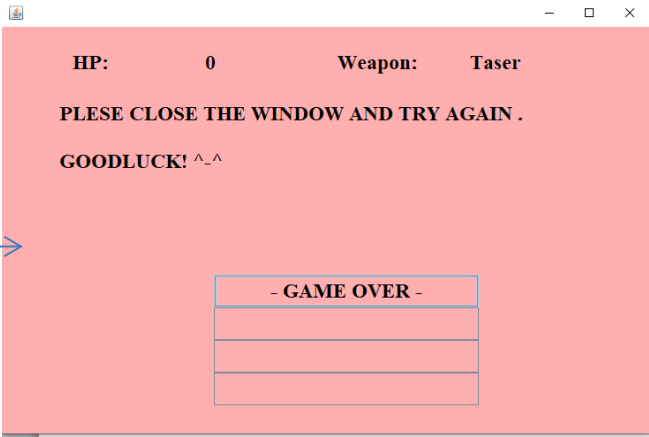 HP: 0 Weapon: Taser
PLESE CLOSE THE WINDOW AND TRY AGAIN .
GOODLUCK! ^-^
- GAME OVER -